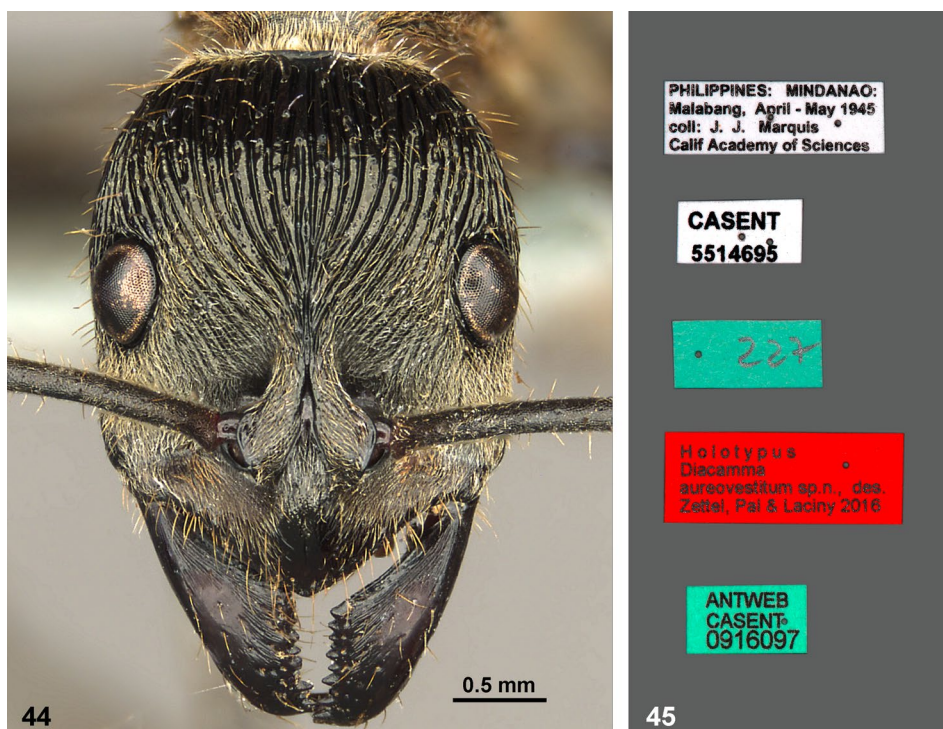 0.5 mm
44
PHILIPPINES: MINDANAO:
Malabang, April - May 1945
coll: J. J. Marquis
Calif Academy of Sciences
CASENT
5514695
227
Holotypus
Diacamma
aureovestitum sp.n., des.
Zettel, Pal & Laciny 2016
ANTWEB
CASENT
0916097
45